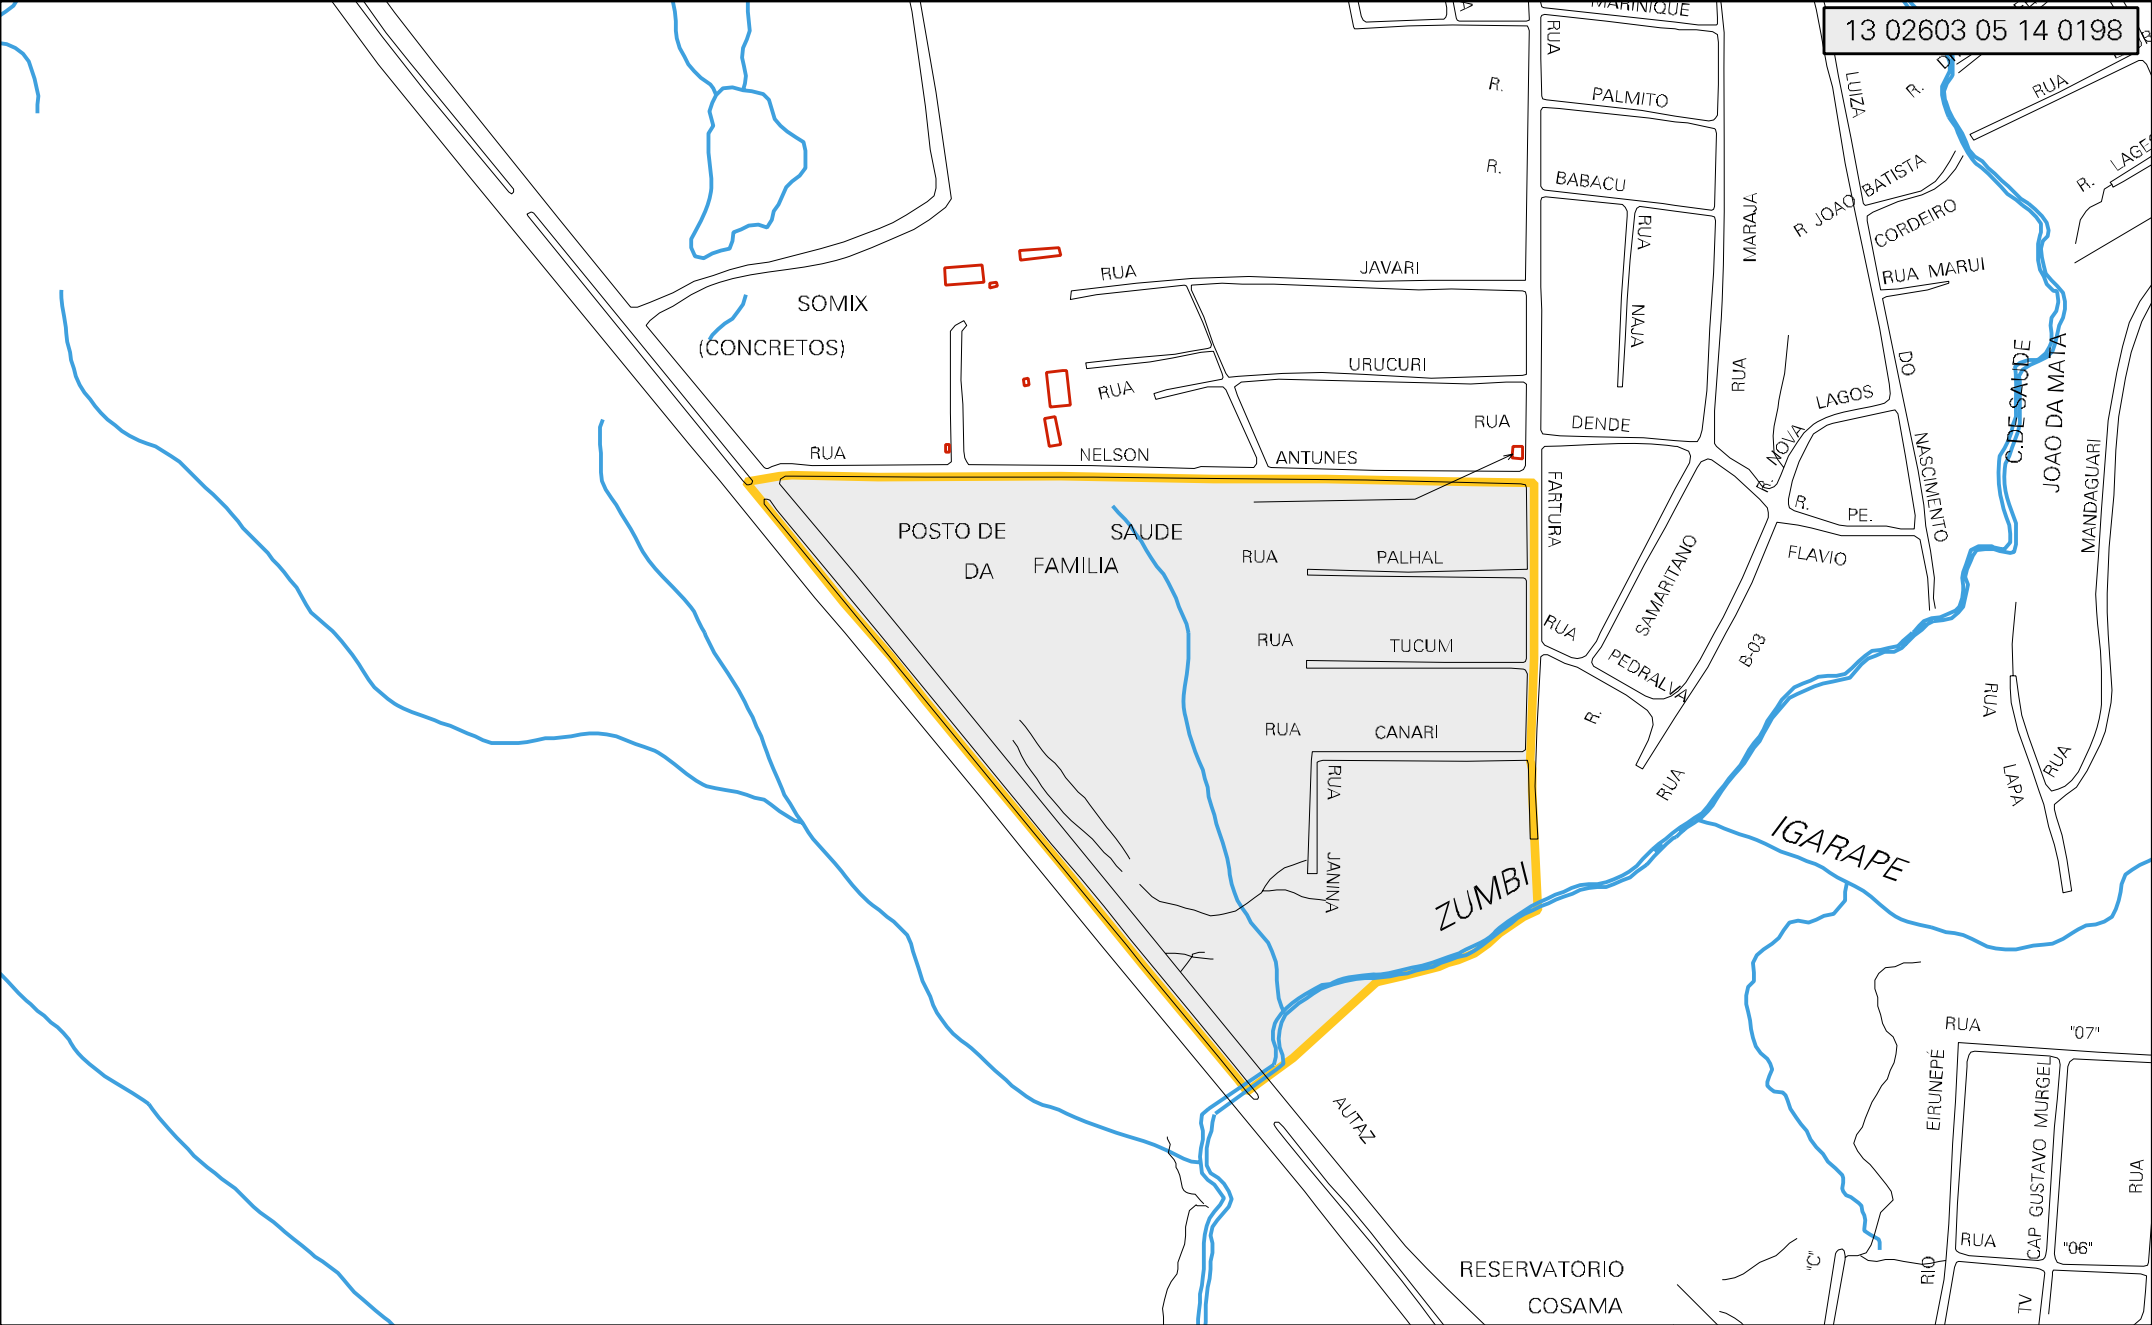 MARINIQUE
13 02603 05 14 0198
RUA
R.
PALMITO
LUIZA
R.
RUA
R.
BABACU
RUA
NAJA
MARAJA
RUA
R JOAO BATISTA
CORDEIRO
R.
RUA MARUI
RUA
JAVARI
SOMIX
(CONCRETOS)
RUA
URUCURI
RUA
DENDE
LAGOS
R. NOVA
DO
NASCIMENTO
C.DE SAUDE
JOAO DA MATA
MANDAGUARI
RUA
NELSON
ANTUNES
FARTURA
R.
PE.
FLAVIO
POSTO DE
SAUDE
DA
FAMILIA
RUA
PALHAL
RUA
TUCUM
RUA
CANARI
RUA
JANINA
RUA
PEDRALVA
SAMARITANO
B-03
R.
RUA
RUA
LAPA
RUA
IGARAPE
ZUMBI
AUTAZ
RUA
"07"
EIRUNEPÉ
CAP GUSTAVO MURGEL
RUA
RUA
"06"
RIO
"C"
TV
RESERVATORIO
COSAMA